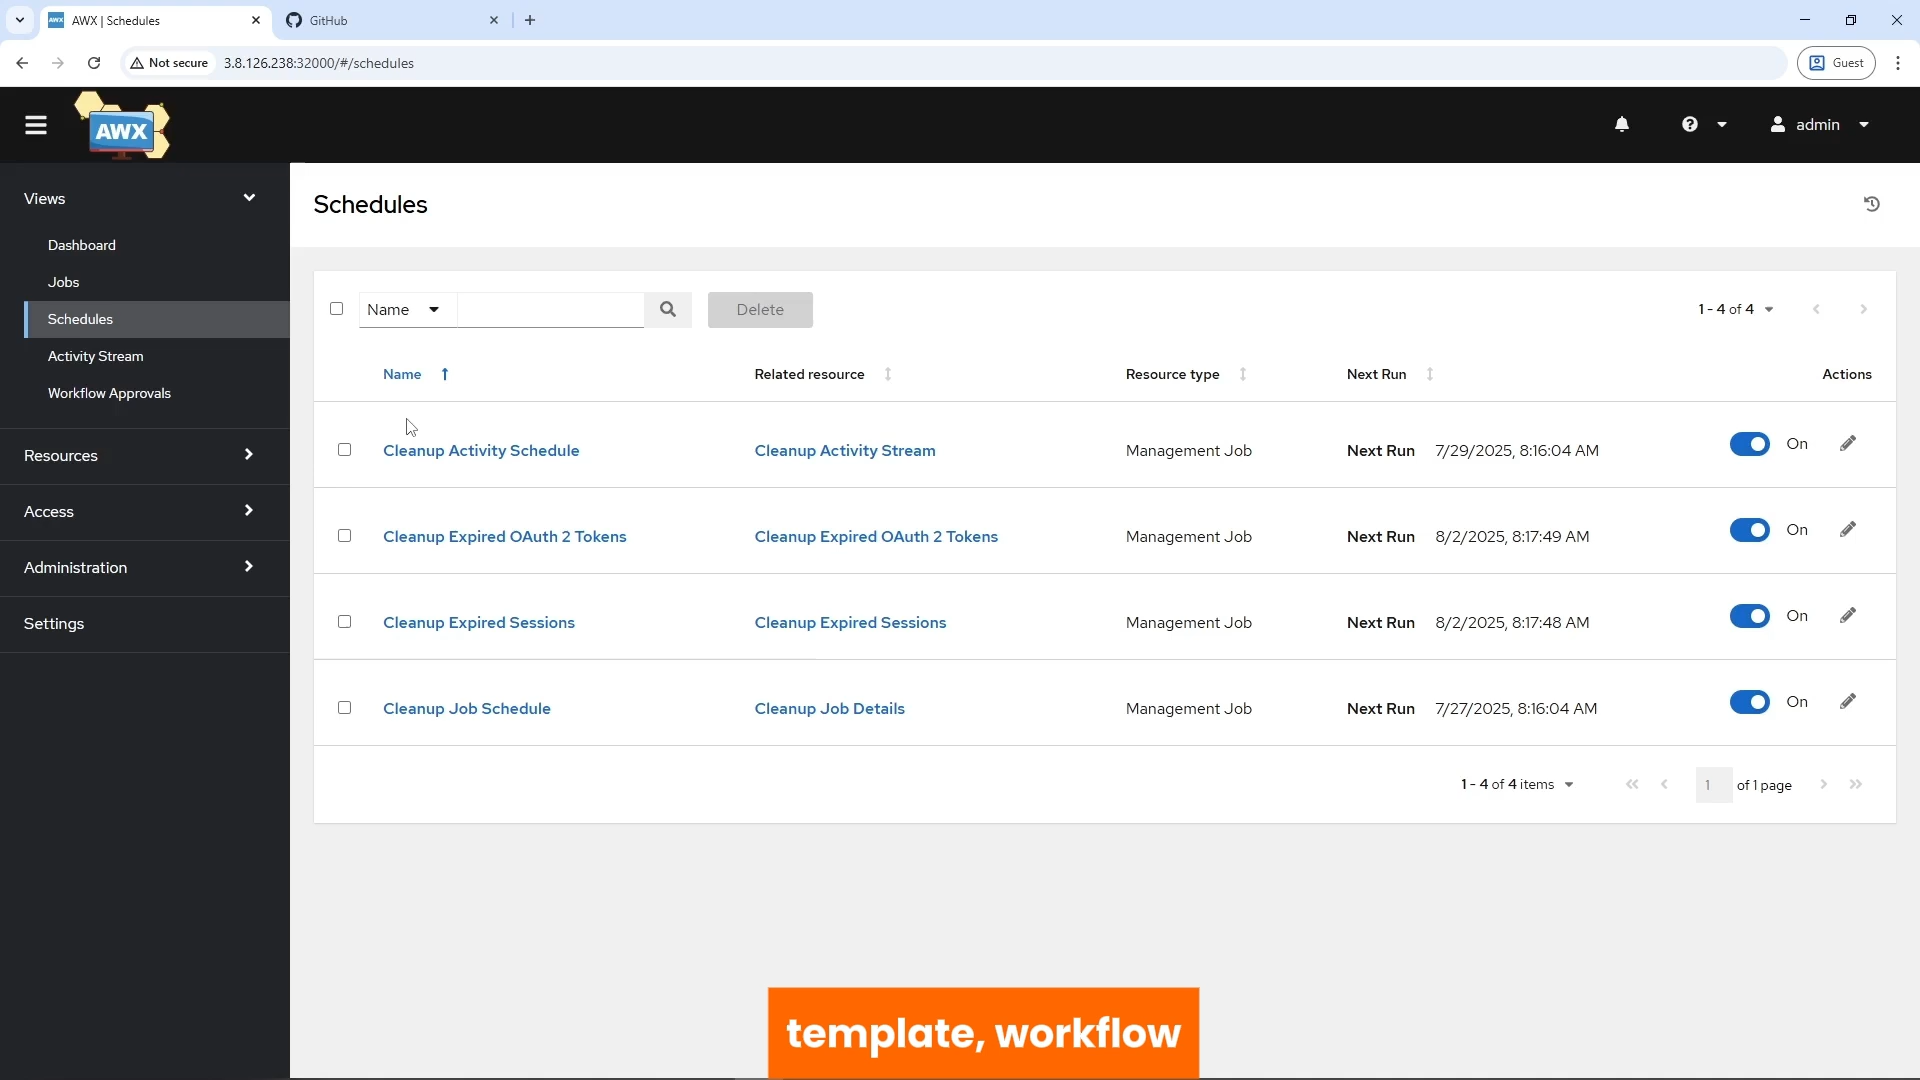 AWX | Schedules
GitHub
Not secure
3.8.126.238:32000/#/schedules
Guest
AWX
admin
Views
Dashboard
Jobs
Schedules
Activity Stream
Workflow Approvals
Resources
Access
Administration
Settings
Schedules
Name
Delete
1 - 4 of 4
Name Related resource Resource type Next Run Actions
Cleanup Activity Schedule Cleanup Activity Stream Management Job Next Run 7/29/2025, 8:16:04 AM On
Cleanup Expired OAuth 2 Tokens Cleanup Expired OAuth 2 Tokens Management Job Next Run 8/2/2025, 8:17:49 AM On
Cleanup Expired Sessions Cleanup Expired Sessions Management Job Next Run 8/2/2025, 8:17:48 AM On
Cleanup Job Schedule Cleanup Job Details Management Job Next Run 7/27/2025, 8:16:04 AM On
1 - 4 of 4 items 1 of 1 page
template, workflow